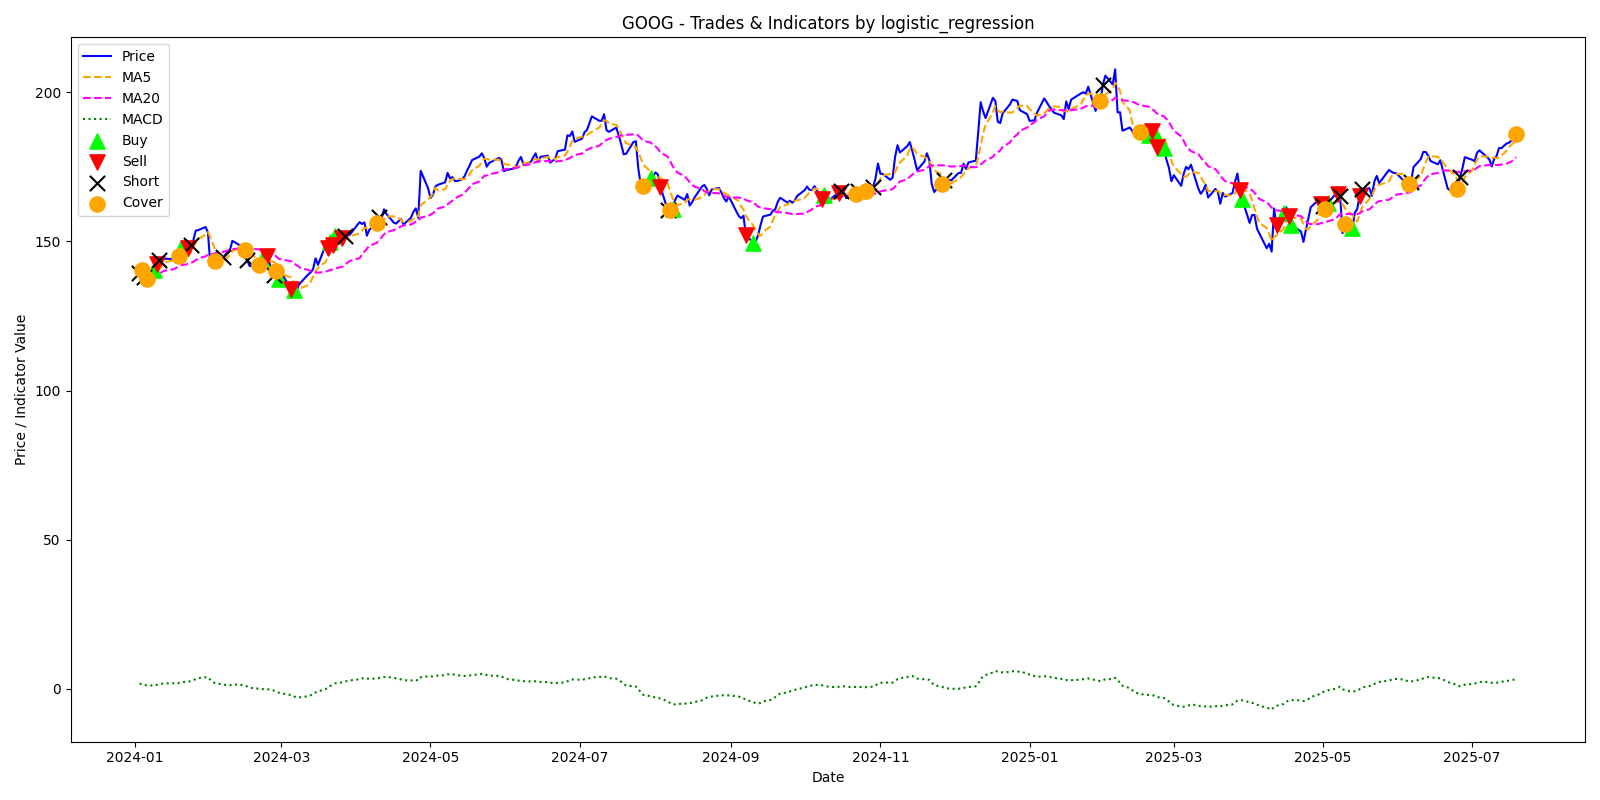 GOOG - Trades & Indicators by logistic_regression
Price
MA5
MA20
MACD
Buy
Sell
Short
Cover
Price / Indicator Value
200
150
100
50
0
2024-01
2024-03
2024-05
2024-07
2024-09
2024-11
2025-01
2025-03
2025-05
2025-07
Date